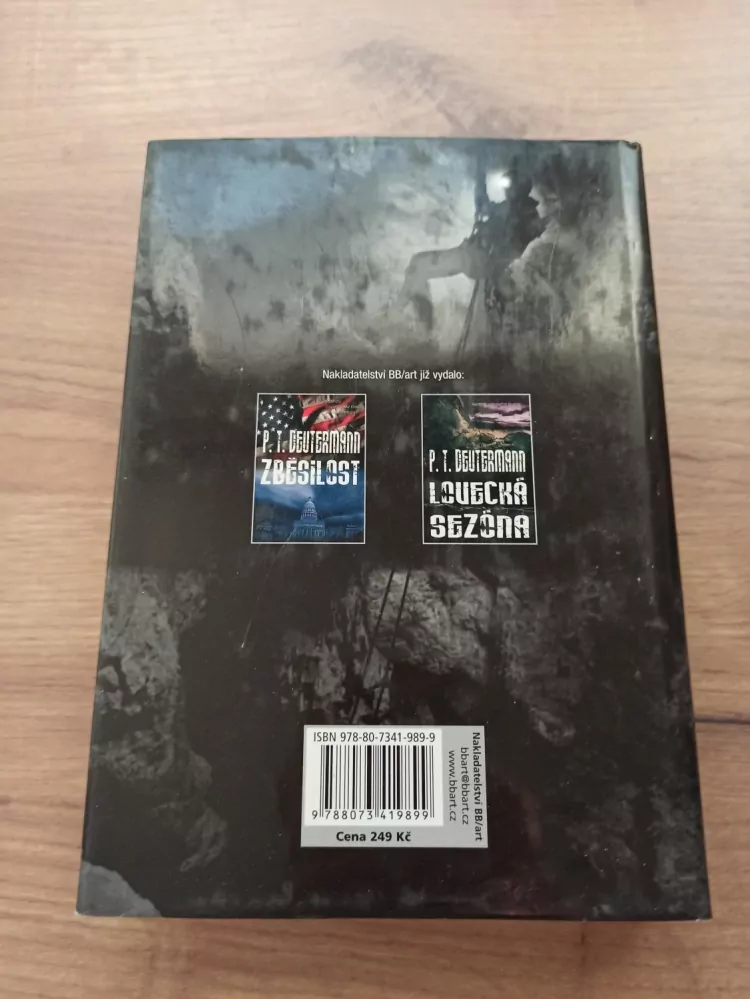 Nakladatelství BB/art již vydalo:
P. T. DEUTERMANN
ZBĚSILOST
P. T. DEUTERMANN
LOVECKÁ
SEZÓNA
ISBN 978-80-7341-989-9
9 788073 419899
Cena 249 Kč
Nakladatelství BB/art
bbart@bbart.cz
www.bbart.cz